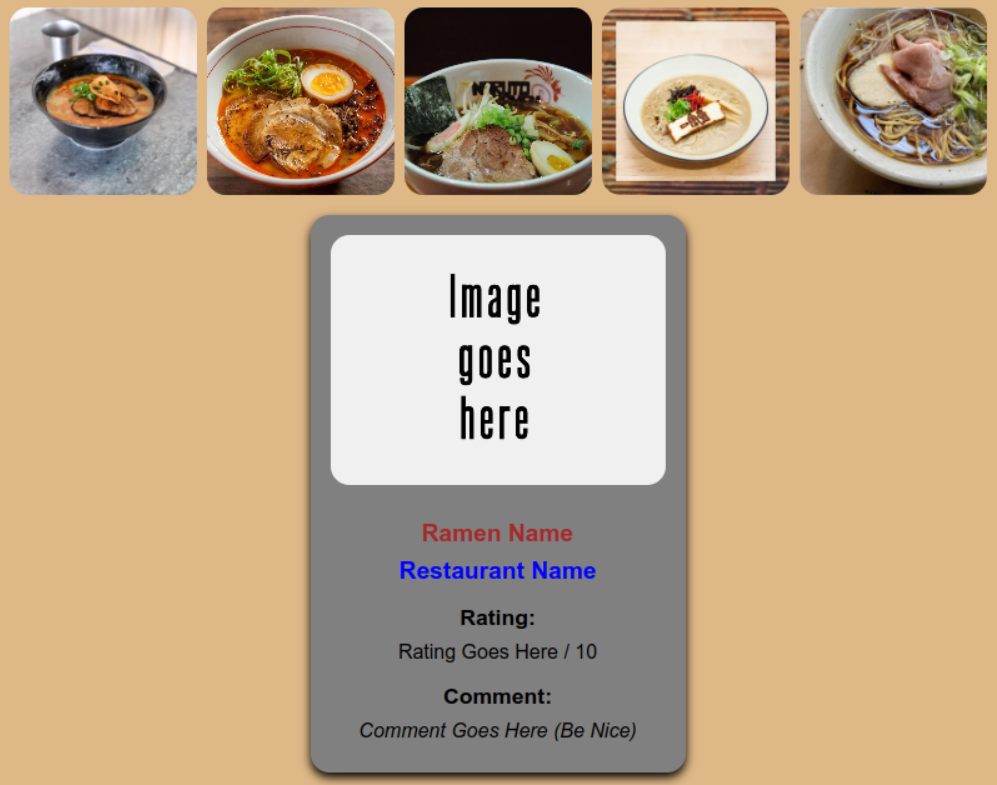 Image
goes
here
Ramen Name
Restaurant Name
Rating:
Rating Goes Here / 10
Comment:
Comment Goes Here (Be Nice)